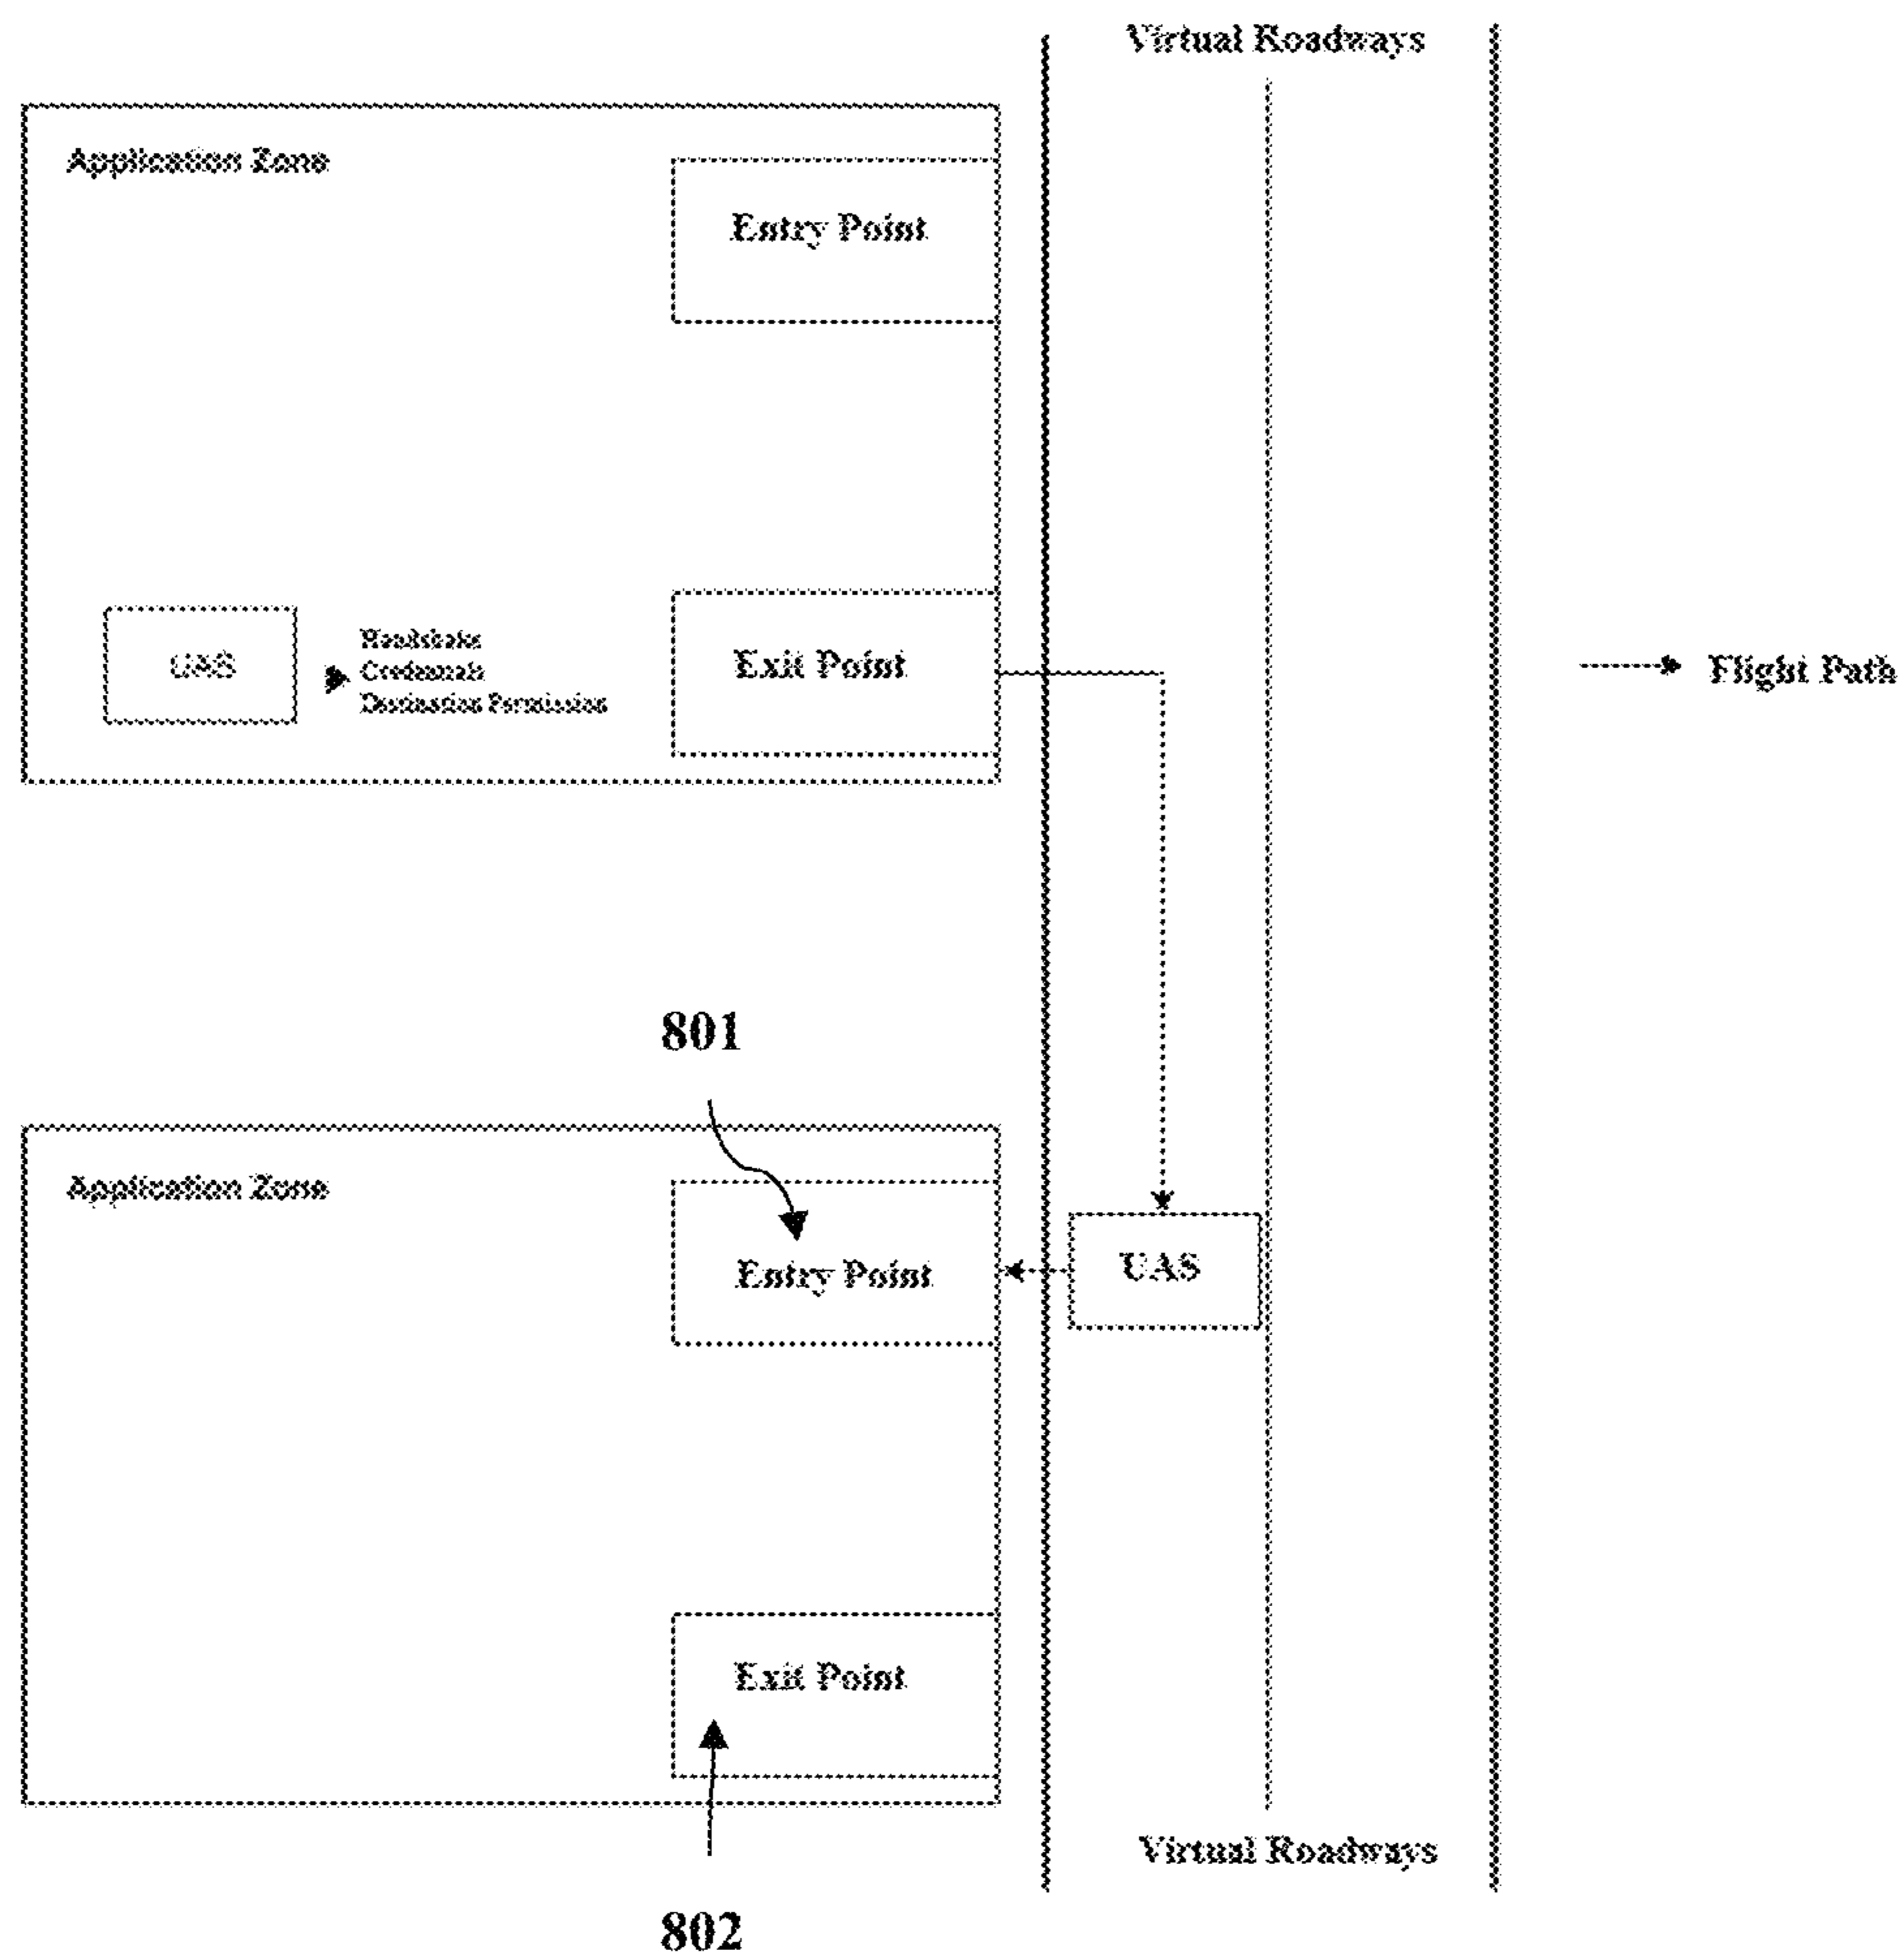 Virtual Roadways
Application Zone
Entry Point
UAS
Handshake
Credentials
Destination Permission
Exit Point
Flight Path
801
Application Zone
Entry Point
UAS
Exit Point
Virtual Roadways
802